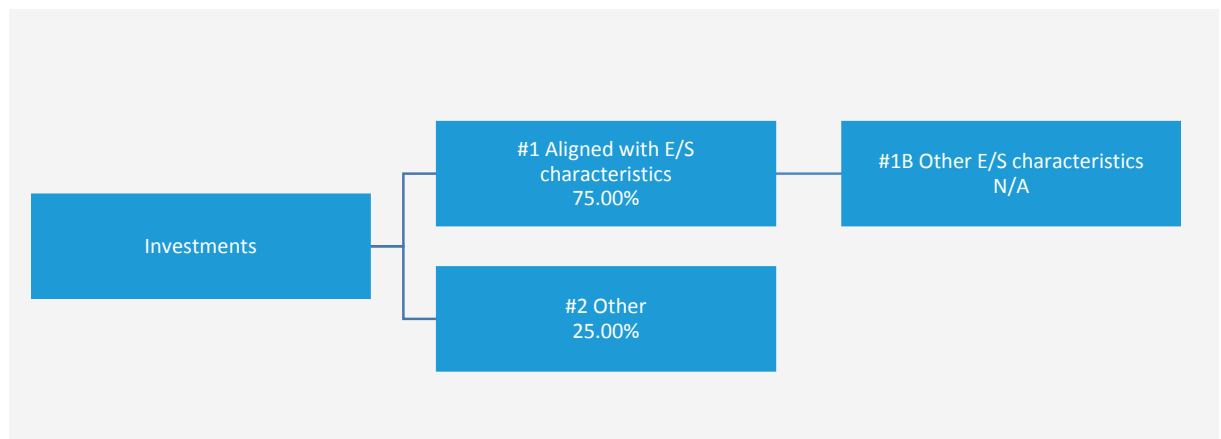 Investments
#1 Aligned with E/S
characteristics
75.00%
#1B Other E/S characteristics
N/A
#2 Other
25.00%